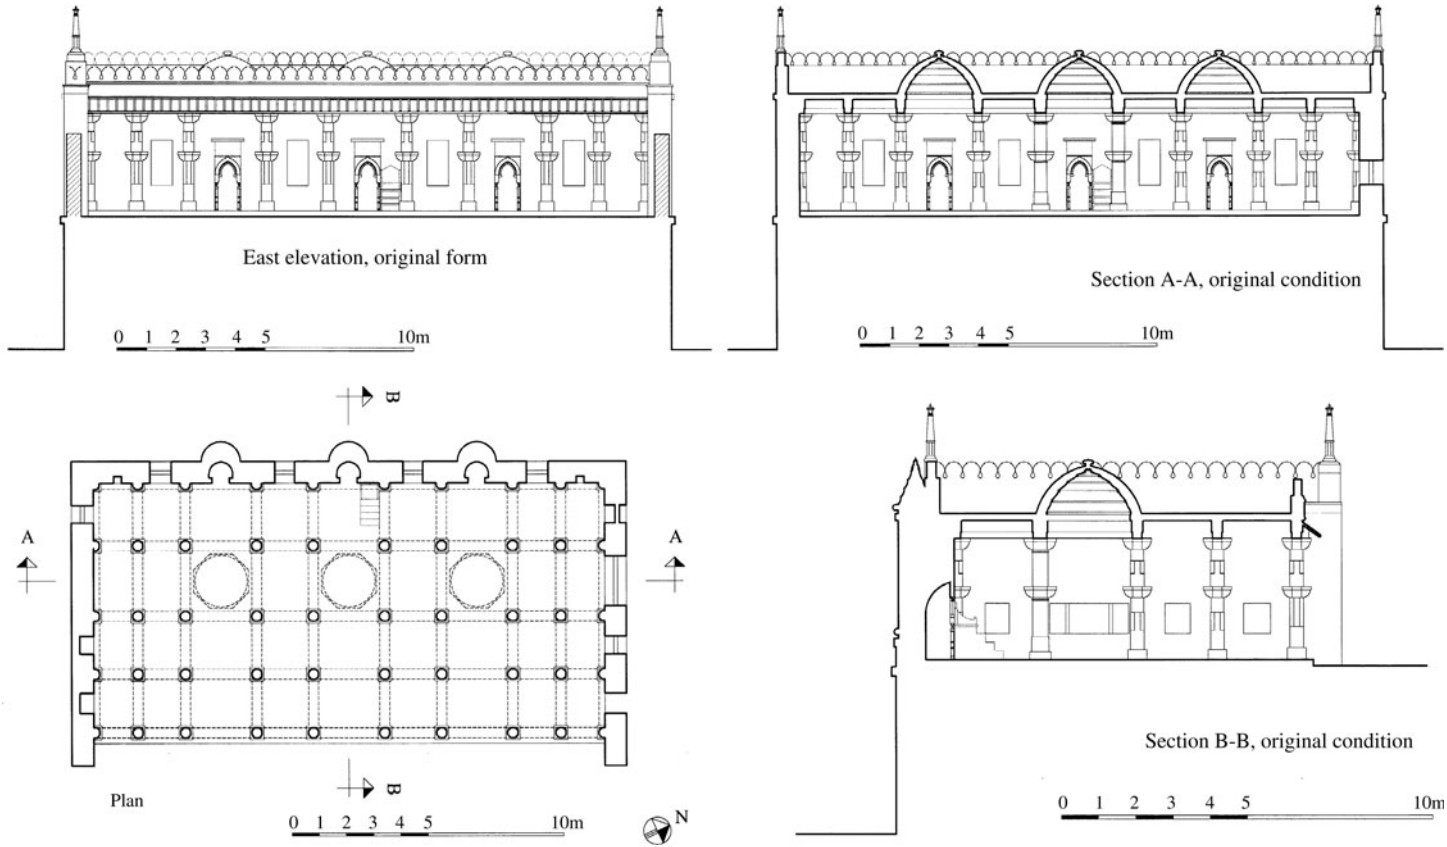 East elevation, original form
0 1 2 3 4 5 10m
Section A-A, original condition
0 1 2 3 4 5 10m
B
A
A
B
Plan
0 1 2 3 4 5 10m
N
Section B-B, original condition
0 1 2 3 4 5 10m